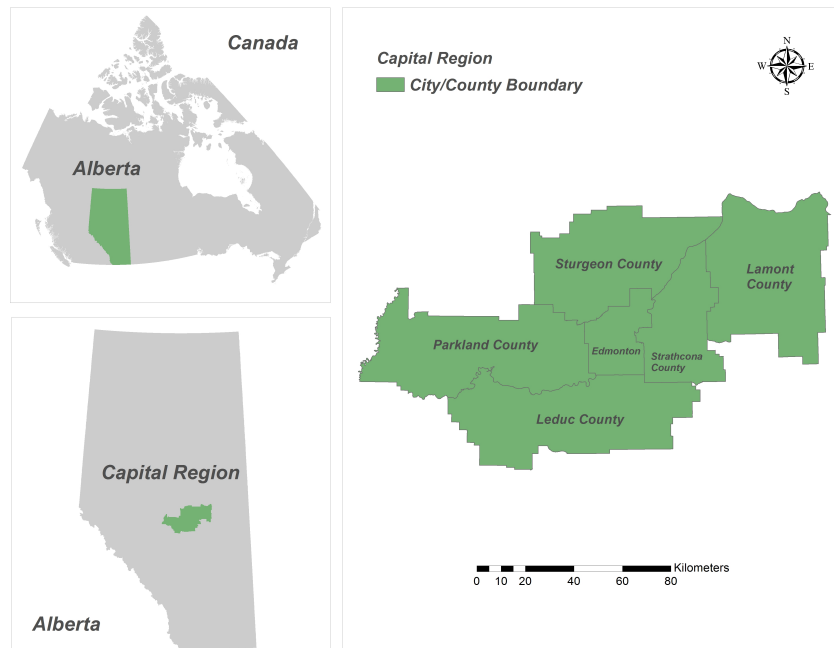 Canada
Alberta
Capital Region
Alberta
Capital Region
City/County Boundary
N
W
E
S
Sturgeon County
Lamont
County
Parkland County
Edmonton
Strathcona
County
Leduc County
Kilometers
0 10 20 40 60 80